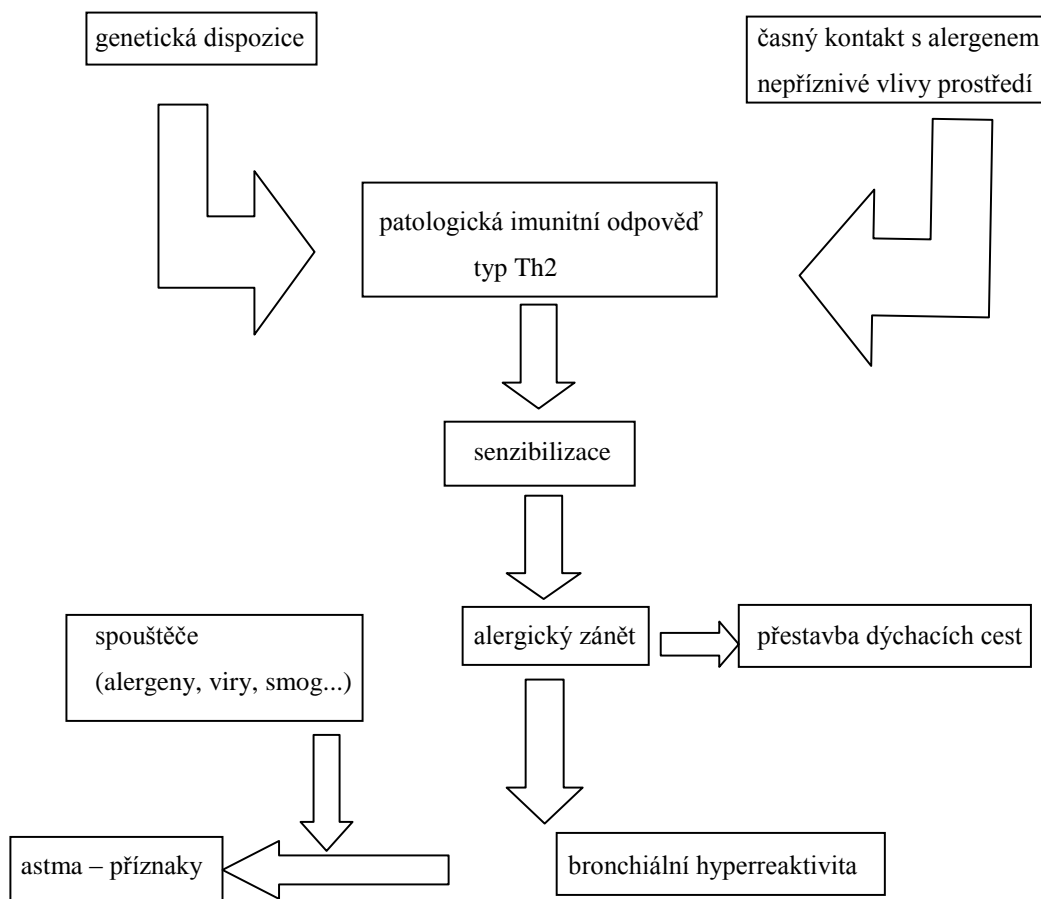 genetická dispozice
časný kontakt s alergenem
nepříznivé vlivy prostředí
patologická imunitní odpověď
typ Th2
senzibilizace
alergický zánět
přestavba dýchacích cest
spouštěče
(alergeny, viry, smog...)
astma – příznaky
bronchiální hyperreaktivita